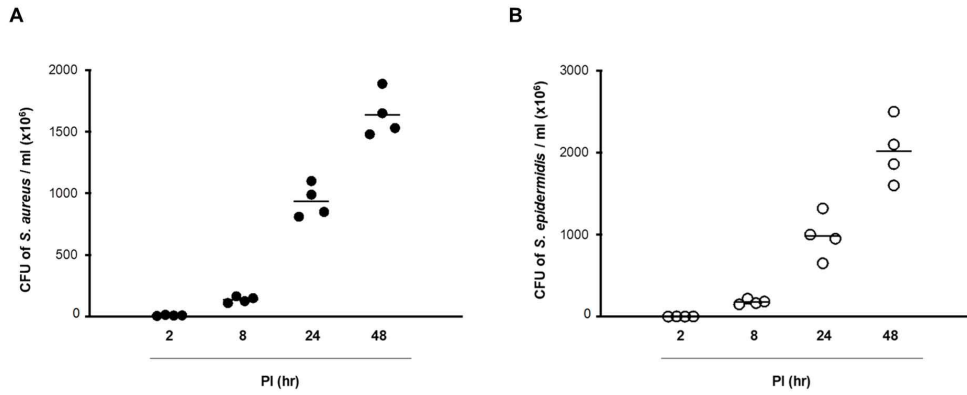 A
CFU of S. aureus / ml (x10⁶)
2000
1500
1000
500
0
2 8 24 48
PI (hr)
B
CFU of S. epidermidis / ml (x10⁶)
3000
2000
1000
0
2 8 24 48
PI (hr)